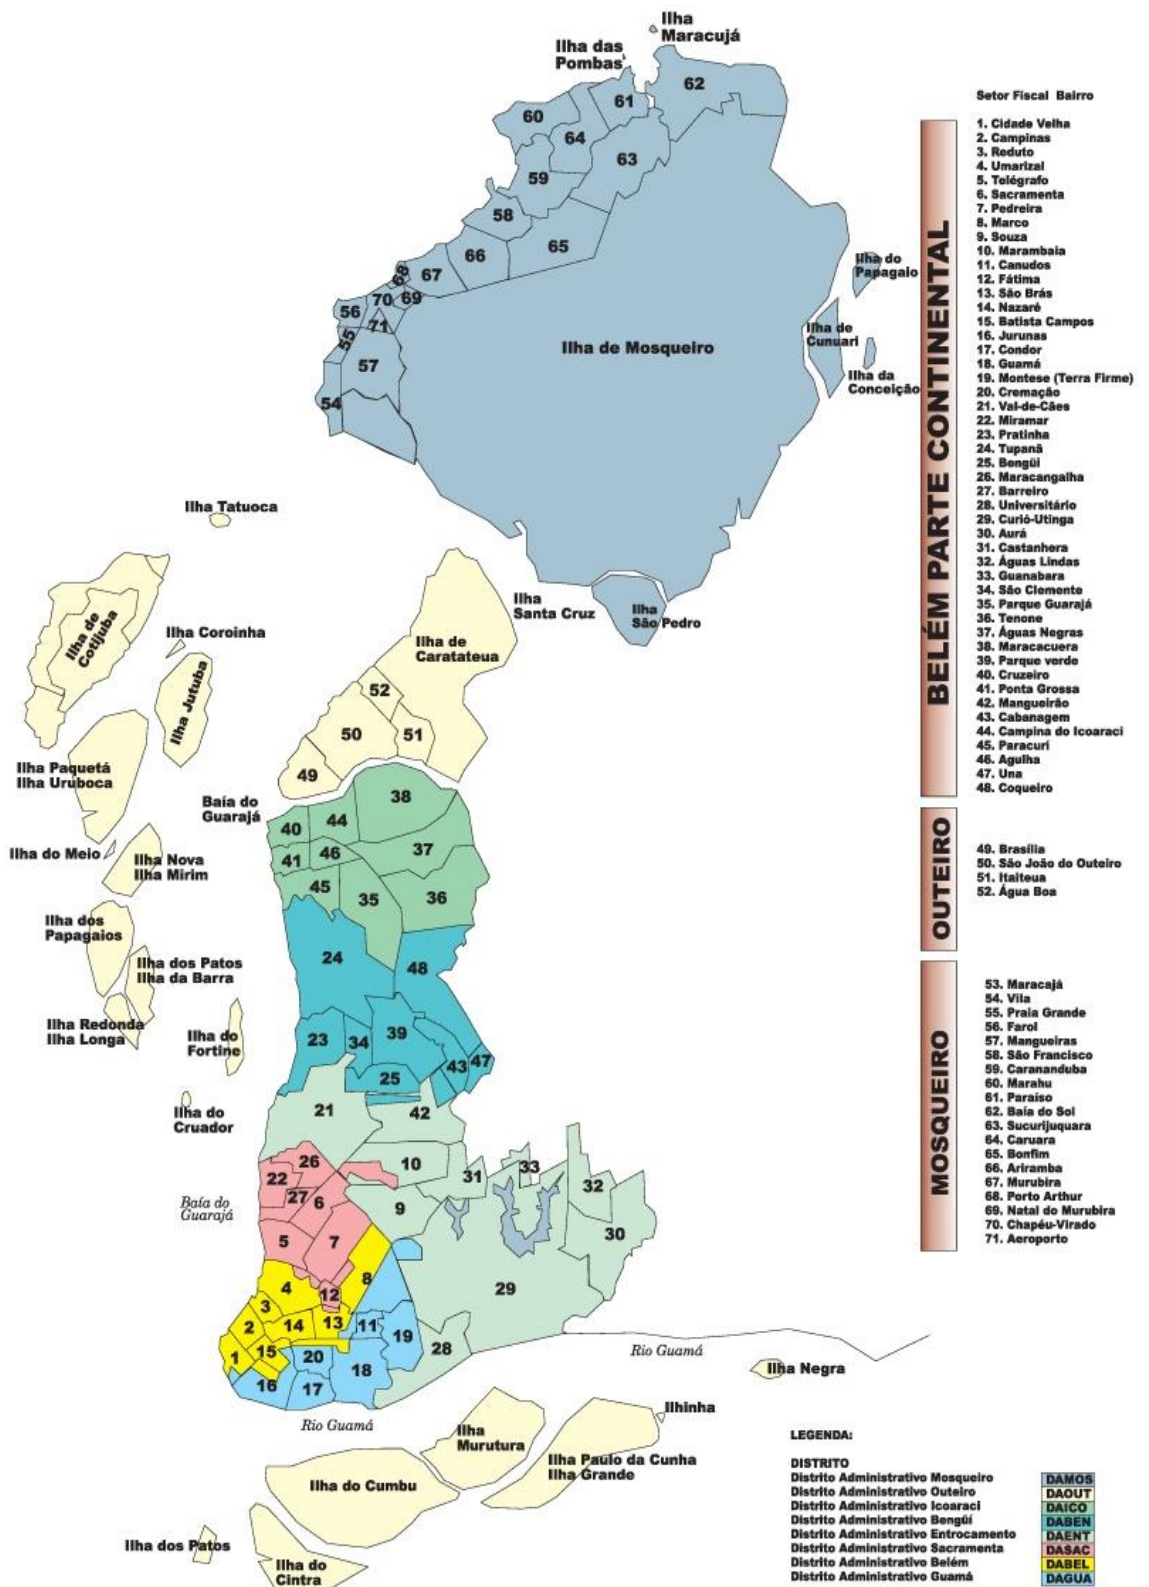 Ilha
Maracujá
Ilha das
Pombas
62
61
60
64
63
59
58
65
66
67
68
69
70
56
71
55
57
54
Ilha de Mosqueiro
Ilha do
Papagaio
Ilha de
Cunuari
Ilha da
Conceição
Ilha Tatuoca
Ilha
Santa Cruz
Ilha
São Pedro
Ilha de
Cotijuba
Ilha Coroinha
Ilha Jutuba
Ilha de
Caratateua
52
50
51
49
Ilha Paquetá
Ilha Uruboca
Baía do
Guarajá
38
44
40
37
46
41
45
35
36
Ilha do Meio
Ilha Nova
Ilha Mirim
Ilha dos
Papagaios
Ilha dos Patos
Ilha da Barra
24
48
Ilha Redonda
Ilha Longa
Ilha do
Fortine
23
34
39
43
47
25
Ilha do
Cruador
21
42
26
22
27
6
10
31
33
32
Baía do
Guarajá
9
30
5
7
8
4
12
29
3
2
14
13
11
19
1
15
20
18
28
16
17
Rio Guamá
Ilha Negra
Rio Guamá
Ilhinha
Ilha
Murutura
Ilha Paulo da Cunha
Ilha Grande
Ilha do Cumbu
Ilha dos Patos
Ilha do
Cintra
Setor Fiscal Bairro
BELÉM PARTE CONTINENTAL
1. Cidade Velha
2. Campinas
3. Reduto
4. Umarizal
5. Telégrafo
6. Sacramenta
7. Pedreira
8. Marco
9. Souza
10. Marambaia
11. Canudos
12. Fátima
13. São Brás
14. Nazaré
15. Batista Campos
16. Jurunas
17. Condor
18. Guamá
19. Montese (Terra Firme)
20. Cremação
21. Val-de-Cães
22. Miramar
23. Pratinha
24. Tupanã
25. Bengüi
26. Maracangalha
27. Barreiro
28. Universitário
29. Curió-Utinga
30. Aurá
31. Castanhera
32. Águas Lindas
33. Guanabara
34. São Clemente
35. Parque Guarajá
36. Tenone
37. Águas Negras
38. Maracacuera
39. Parque verde
40. Cruzeiro
41. Ponta Grossa
42. Mangueirão
43. Cabanagem
44. Campina do Icoaraci
45. Paracuri
46. Agulha
47. Una
48. Coqueiro
OUTEIRO
49. Brasília
50. São João do Outeiro
51. Itaiteua
52. Água Boa
MOSQUEIRO
53. Maracajá
54. Vila
55. Praia Grande
56. Farol
57. Mangueiras
58. São Francisco
59. Carananduba
60. Marahu
61. Paraíso
62. Baía do Sol
63. Sucurijuquara
64. Caruara
65. Bonfim
66. Ariramba
67. Murubira
68. Porto Arthur
69. Natal do Murubira
70. Chapéu-Virado
71. Aeroporto
LEGENDA:
DISTRITO
Distrito Administrativo Mosqueiro DAMOS
Distrito Administrativo Outeiro DAOUT
Distrito Administrativo Icoaraci DAICO
Distrito Administrativo Bengüí DABEN
Distrito Administrativo Entrocamento DAENT
Distrito Administrativo Sacramenta DASAC
Distrito Administrativo Belém DABEL
Distrito Administrativo Guamá DAGUA